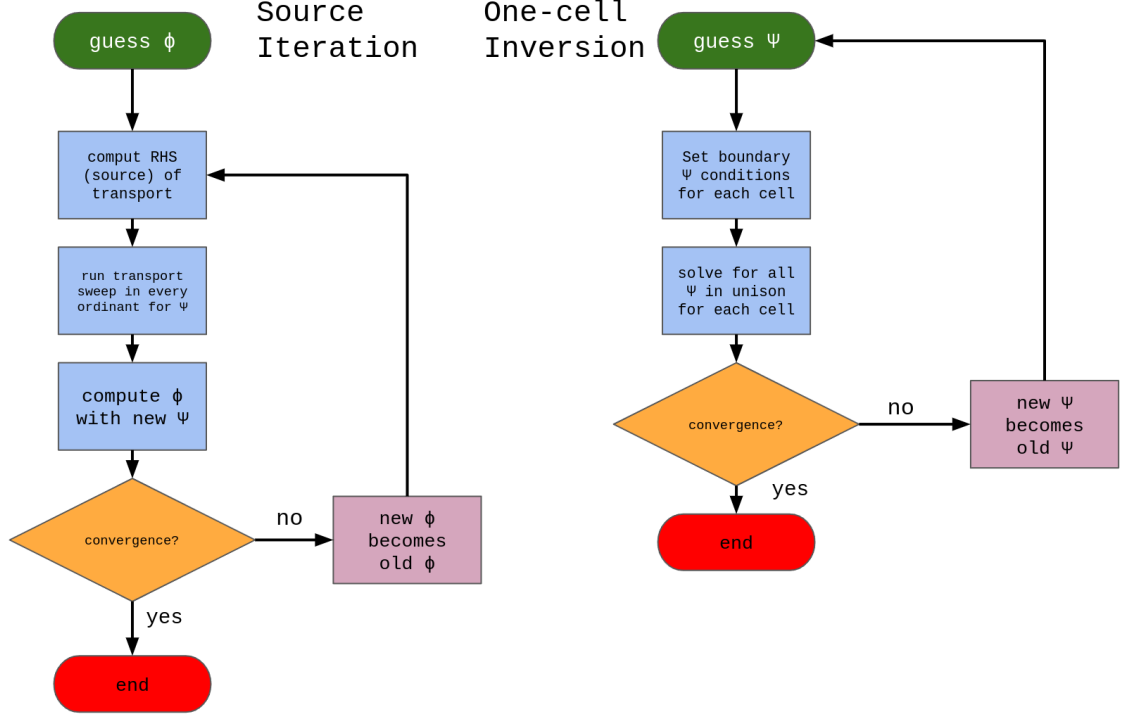 Source
Iteration
guess ϕ
comput RHS
(source) of
transport
run transport
sweep in every
ordinant for Ψ
compute ϕ
with new Ψ
convergence?
no
new ϕ
becomes
old ϕ
yes
end
One-cell
Inversion
guess Ψ
Set boundary
Ψ conditions
for each cell
solve for all
Ψ in unison
for each cell
convergence?
no
new Ψ
becomes
old Ψ
yes
end